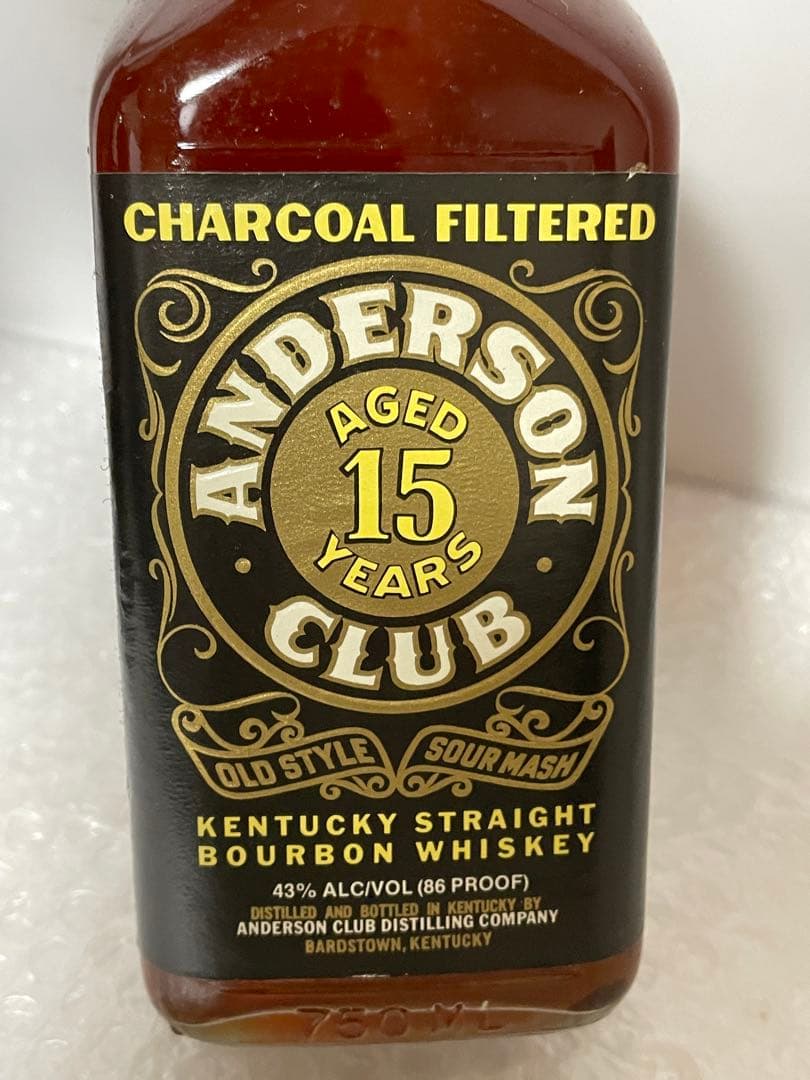 CHARCOAL FILTERED
ANDERSON
AGED
15
YEARS
CLUB
OLD STYLE
SOUR MASH
KENTUCKY STRAIGHT
BOURBON WHISKEY
43% ALC/VOL (86 PROOF)
DISTILLED AND BOTTLED IN KENTUCKY BY
ANDERSON CLUB DISTILLING COMPANY
BARDSTOWN, KENTUCKY
750 ML